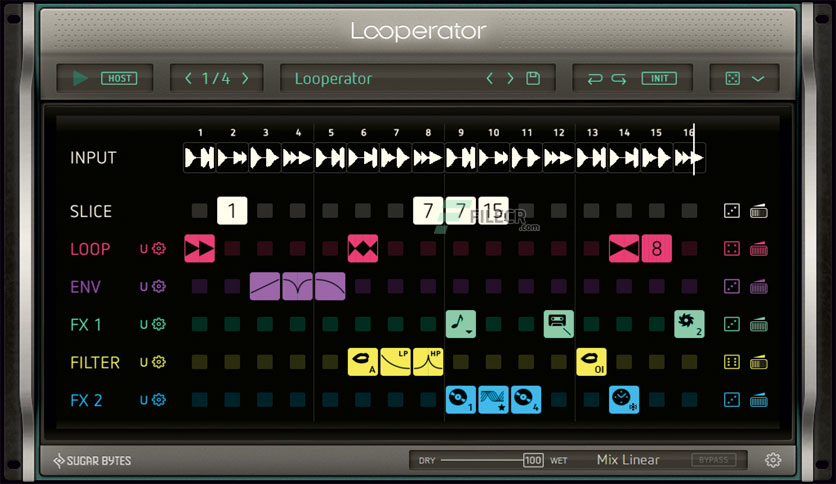 Looperator
HOST 1/4 Looperator INIT
1 2 3 4 5 6 7 8 9 10 11 12 13 14 15 16
INPUT
SLICE 1 7 7 15
FILECR
.com
LOOP U 8
ENV U
FX 1 U 2
FILTER U A LP HP OI
FX 2 U 1 4
SUGAR BYTES DRY 100 WET Mix Linear BYPASS